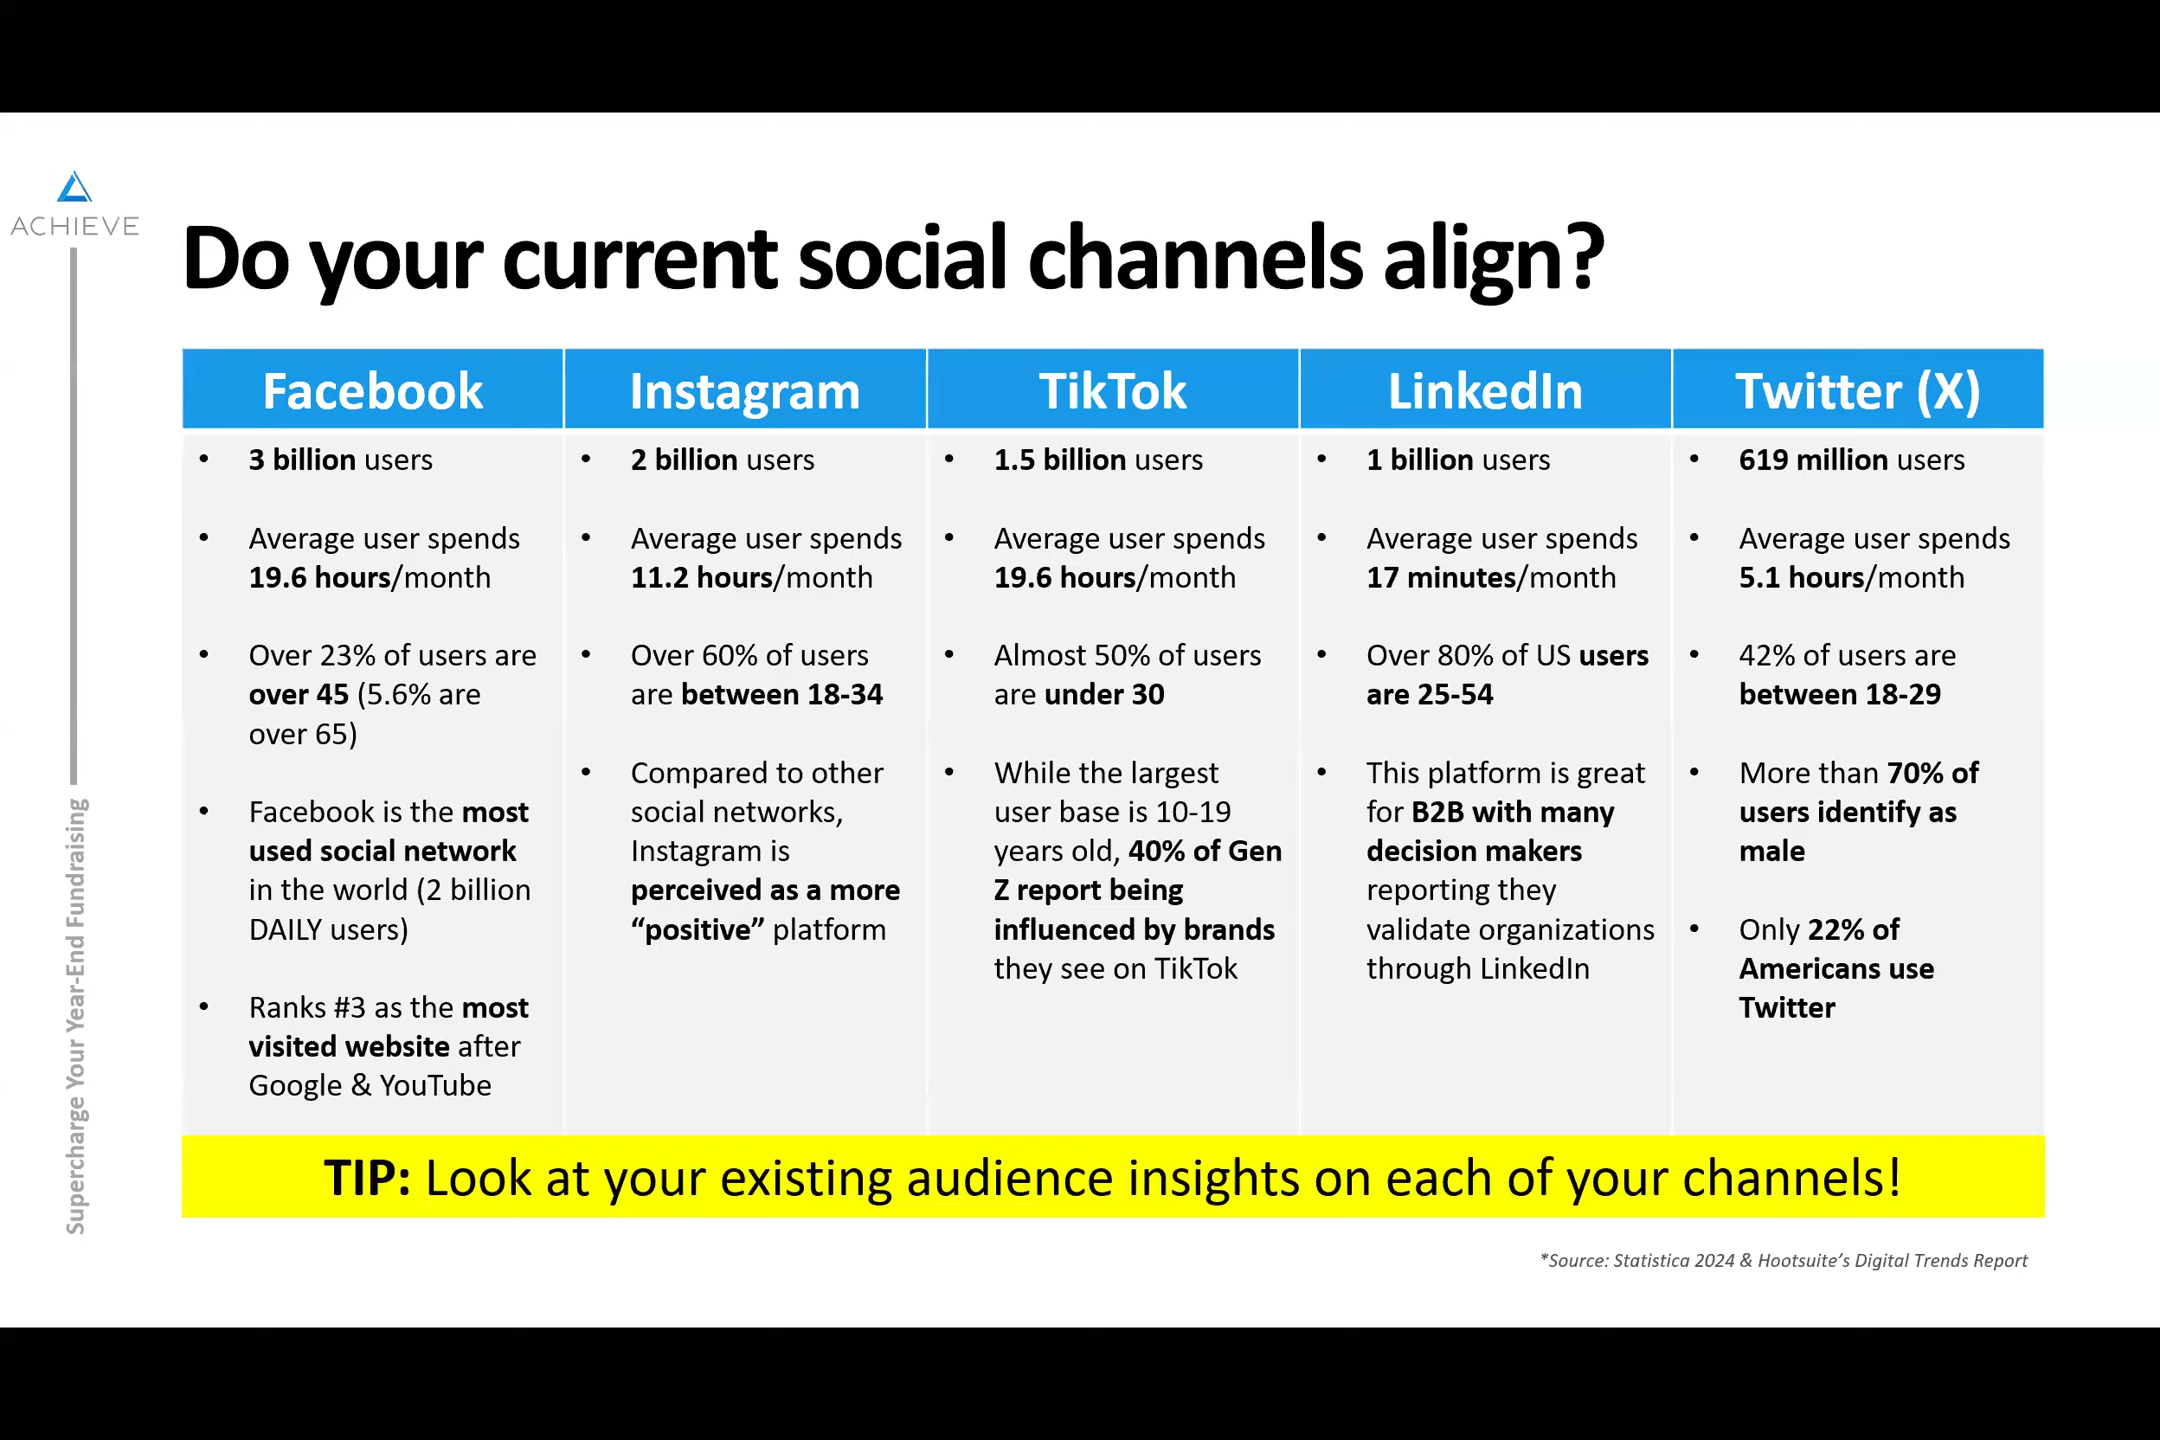 ACHIEVE
Supercharge Your Year-End Fundraising
Do your current social channels align?
Facebook
• 3 billion users
• Average user spends
19.6 hours/month
• Over 23% of users are
over 45 (5.6% are
over 65)
• Facebook is the most
used social network
in the world (2 billion
DAILY users)
• Ranks #3 as the most
visited website after
Google & YouTube
Instagram
• 2 billion users
• Average user spends
11.2 hours/month
• Over 60% of users
are between 18-34
• Compared to other
social networks,
Instagram is
perceived as a more
“positive” platform
TikTok
• 1.5 billion users
• Average user spends
19.6 hours/month
• Almost 50% of users
are under 30
• While the largest
user base is 10-19
years old, 40% of Gen
Z report being
influenced by brands
they see on TikTok
LinkedIn
• 1 billion users
• Average user spends
17 minutes/month
• Over 80% of US users
are 25-54
• This platform is great
for B2B with many
decision makers
reporting they
validate organizations
through LinkedIn
Twitter (X)
• 619 million users
• Average user spends
5.1 hours/month
• 42% of users are
between 18-29
• More than 70% of
users identify as
male
• Only 22% of
Americans use
Twitter
TIP: Look at your existing audience insights on each of your channels!
*Source: Statistica 2024 & Hootsuite’s Digital Trends Report